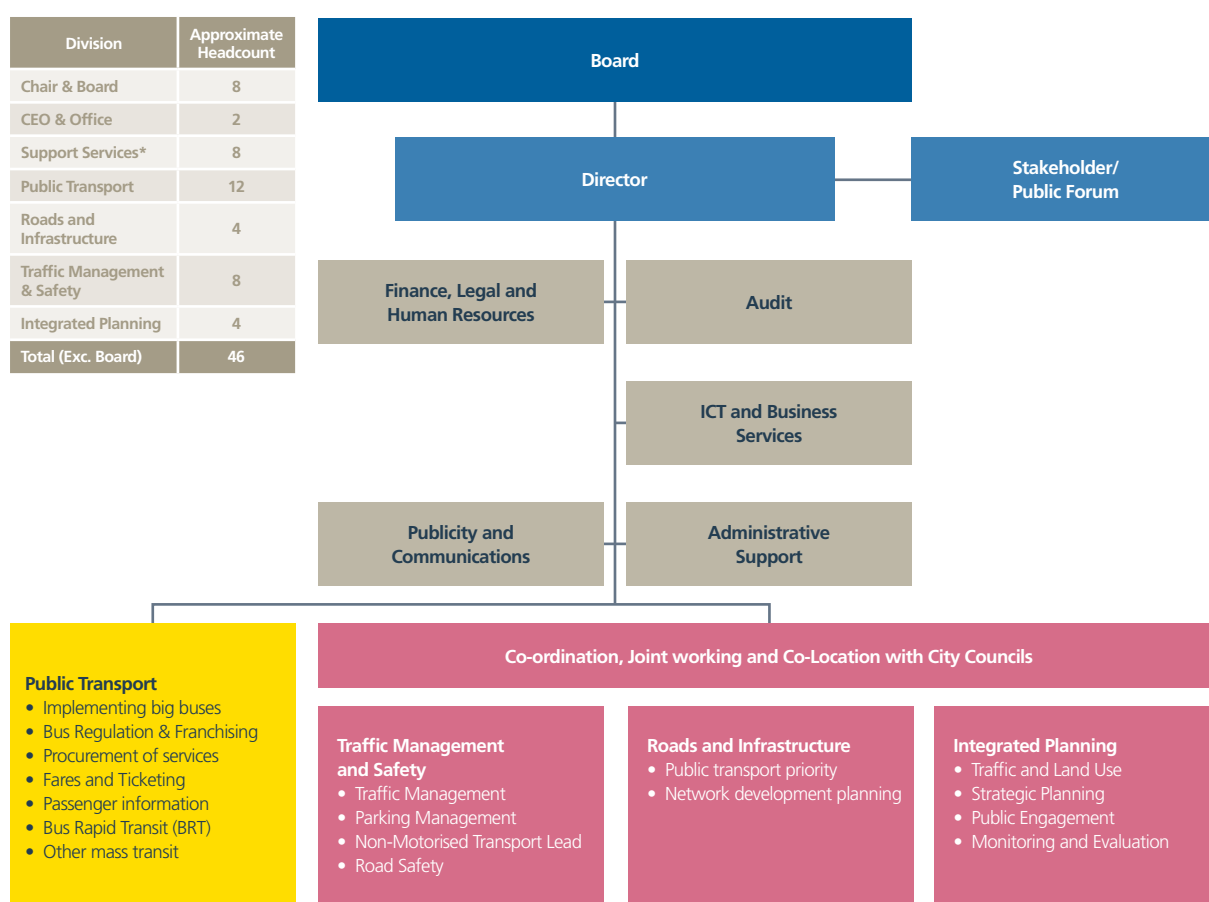 Division
Approximate
Headcount
Chair & Board
8
CEO & Office
2
Support Services*
8
Public Transport
12
Roads and
Infrastructure
4
Traffic Management
& Safety
8
Integrated Planning
4
Total (Exc. Board)
46
Board
Director
Stakeholder/
Public Forum
Finance, Legal and
Human Resources
Audit
ICT and Business
Services
Publicity and
Communications
Administrative
Support
Public Transport
• Implementing big buses
• Bus Regulation & Franchising
• Procurement of services
• Fares and Ticketing
• Passenger information
• Bus Rapid Transit (BRT)
• Other mass transit
Co-ordination, Joint working and Co-Location with City Councils
Traffic Management
and Safety
• Traffic Management
• Parking Management
• Non-Motorised Transport Lead
• Road Safety
Roads and Infrastructure
• Public transport priority
• Network development planning
Integrated Planning
• Traffic and Land Use
• Strategic Planning
• Public Engagement
• Monitoring and Evaluation